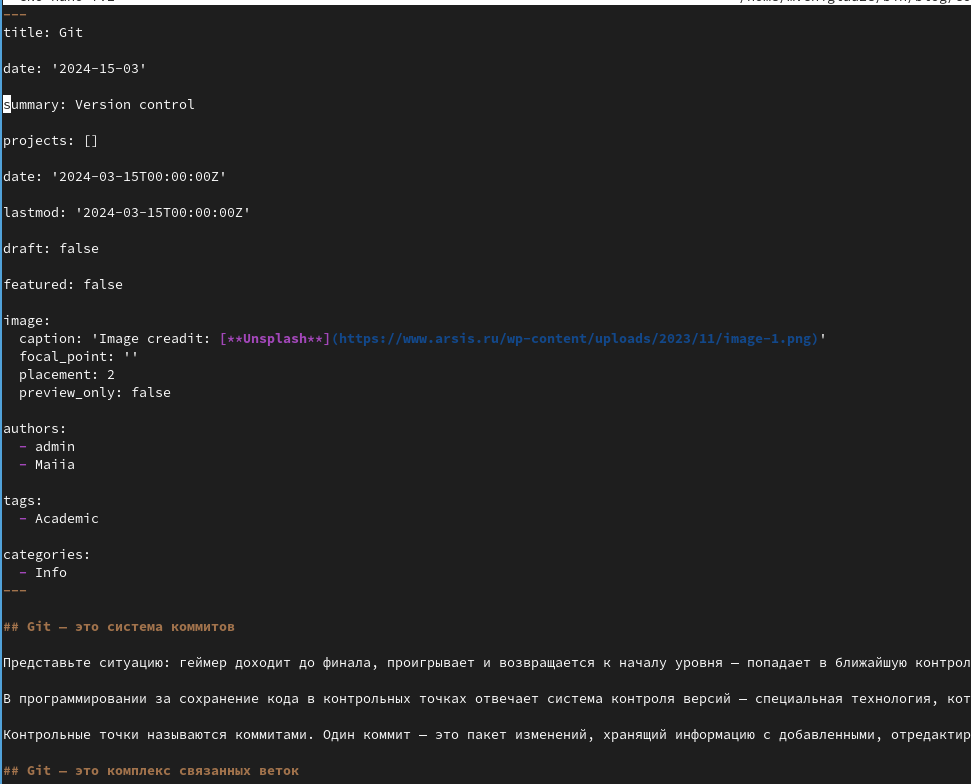 ---
title: Git
date: '2024-15-03'
summary: Version control
projects: []
date: '2024-03-15T00:00:00Z'
lastmod: '2024-03-15T00:00:00Z'
draft: false
featured: false
image:
  caption: 'Image creadit: [**Unsplash**](https://www.arsis.ru/wp-content/uploads/2023/11/image-1.png)'
  focal_point: ''
  placement: 2
  preview_only: false
authors:
  - admin
  - Maiia
tags:
  - Academic
categories:
  - Info
---
## Git — это система коммитов
Представьте ситуацию: геймер доходит до финала, проигрывает и возвращается к началу уровня — попадает в ближайшую контрол
В программировании за сохранение кода в контрольных точках отвечает система контроля версий — специальная технология, кот
Контрольные точки называются коммитами. Один коммит — это пакет изменений, хранящий информацию с добавленными, отредактир
## Git — это комплекс связанных веток